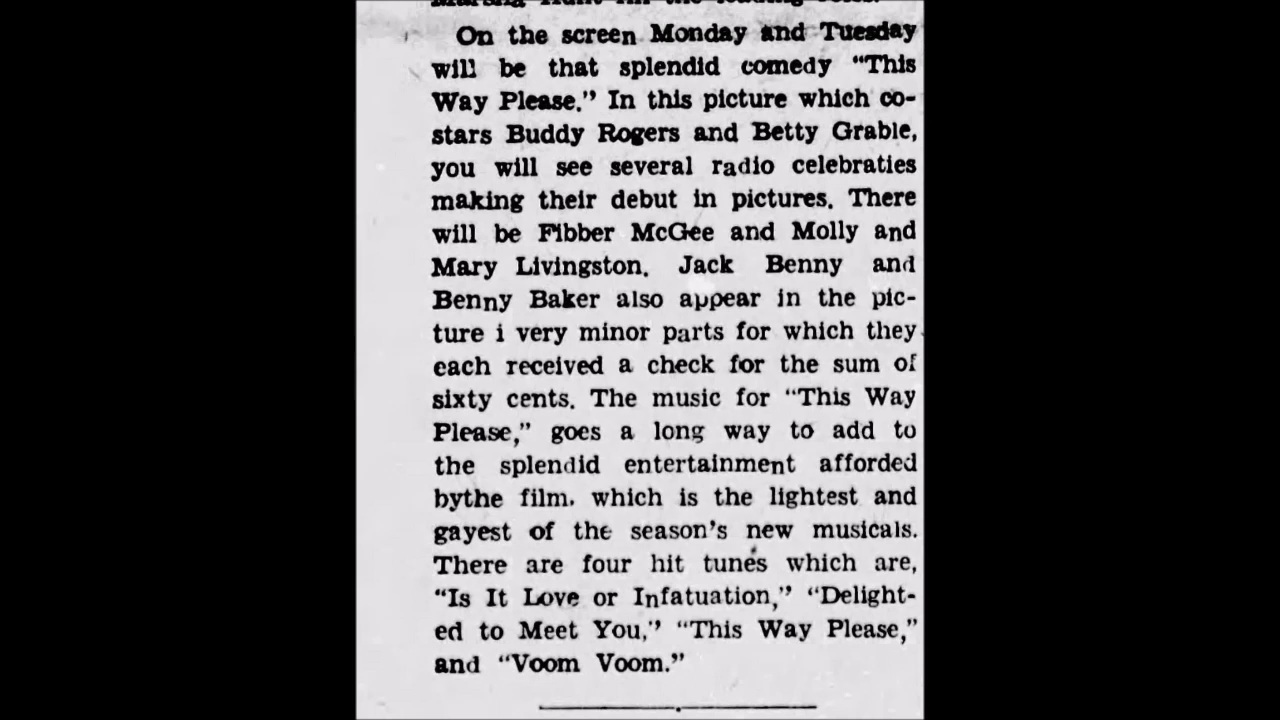 On the screen Monday and Tuesday
will be that splendid comedy "This
Way Please." In this picture which co-
stars Buddy Rogers and Betty Grable,
you will see several radio celebraties
making their debut in pictures. There
will be Fibber McGee and Molly and
Mary Livingston. Jack Benny and
Benny Baker also appear in the pic-
ture i very minor parts for which they
each received a check for the sum of
sixty cents. The music for "This Way
Please," goes a long way to add to
the splendid entertainment afforded
bythe film. which is the lightest and
gayest of the season's new musicals.
There are four hit tunes which are,
"Is It Love or Infatuation," "Delight-
ed to Meet You," "This Way Please,"
and "Voom Voom."